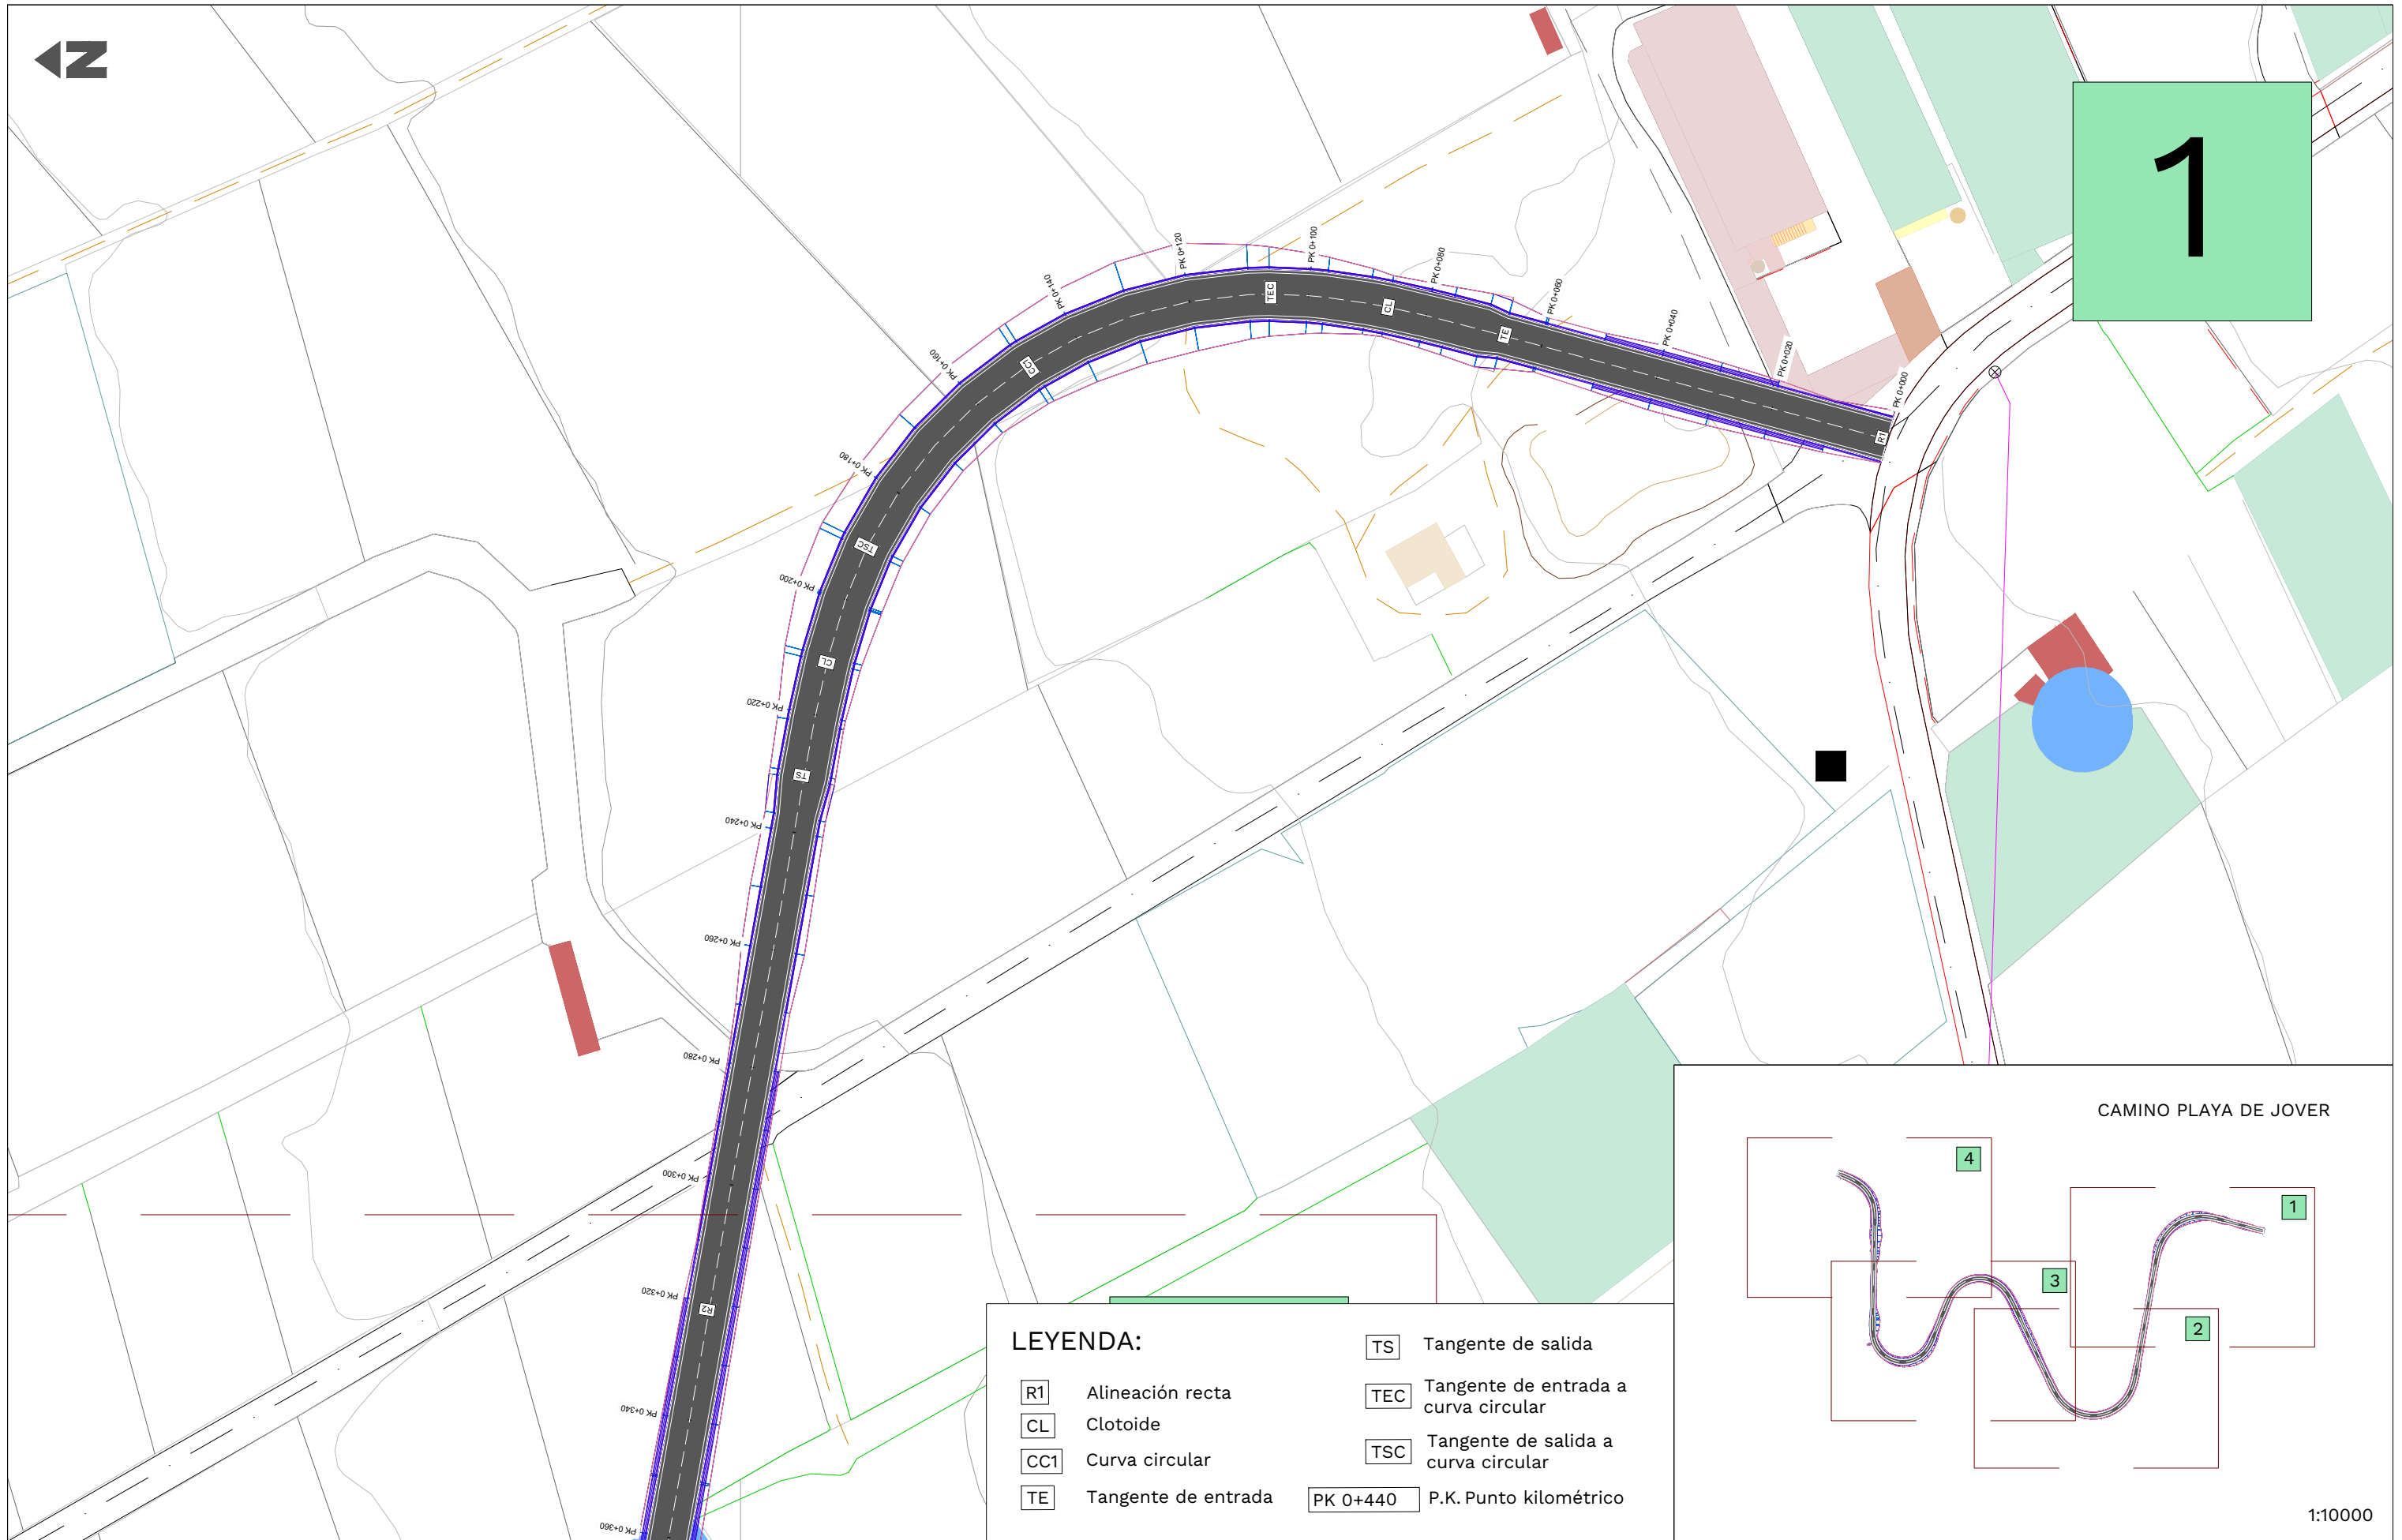 Z
1
PK 0+000
R1
PK 0+020
PK 0+040
PK 0+060
TE
PK 0+080
CL
PK 0+100
TEC
PK 0+120
PK 0+140
CC1
PK 0+160
PK 0+180
TSC
PK 0+200
CL
PK 0+220
TS
PK 0+240
PK 0+260
PK 0+280
PK 0+300
PK 0+320
R2
PK 0+340
PK 0+360
LEYENDA:
R1 Alineación recta
CL Clotoide
CC1 Curva circular
TE Tangente de entrada
TS Tangente de salida
TEC Tangente de entrada a
curva circular
TSC Tangente de salida a
curva circular
PK 0+440 P.K. Punto kilométrico
CAMINO PLAYA DE JOVER
4
1
3
2
1:10000